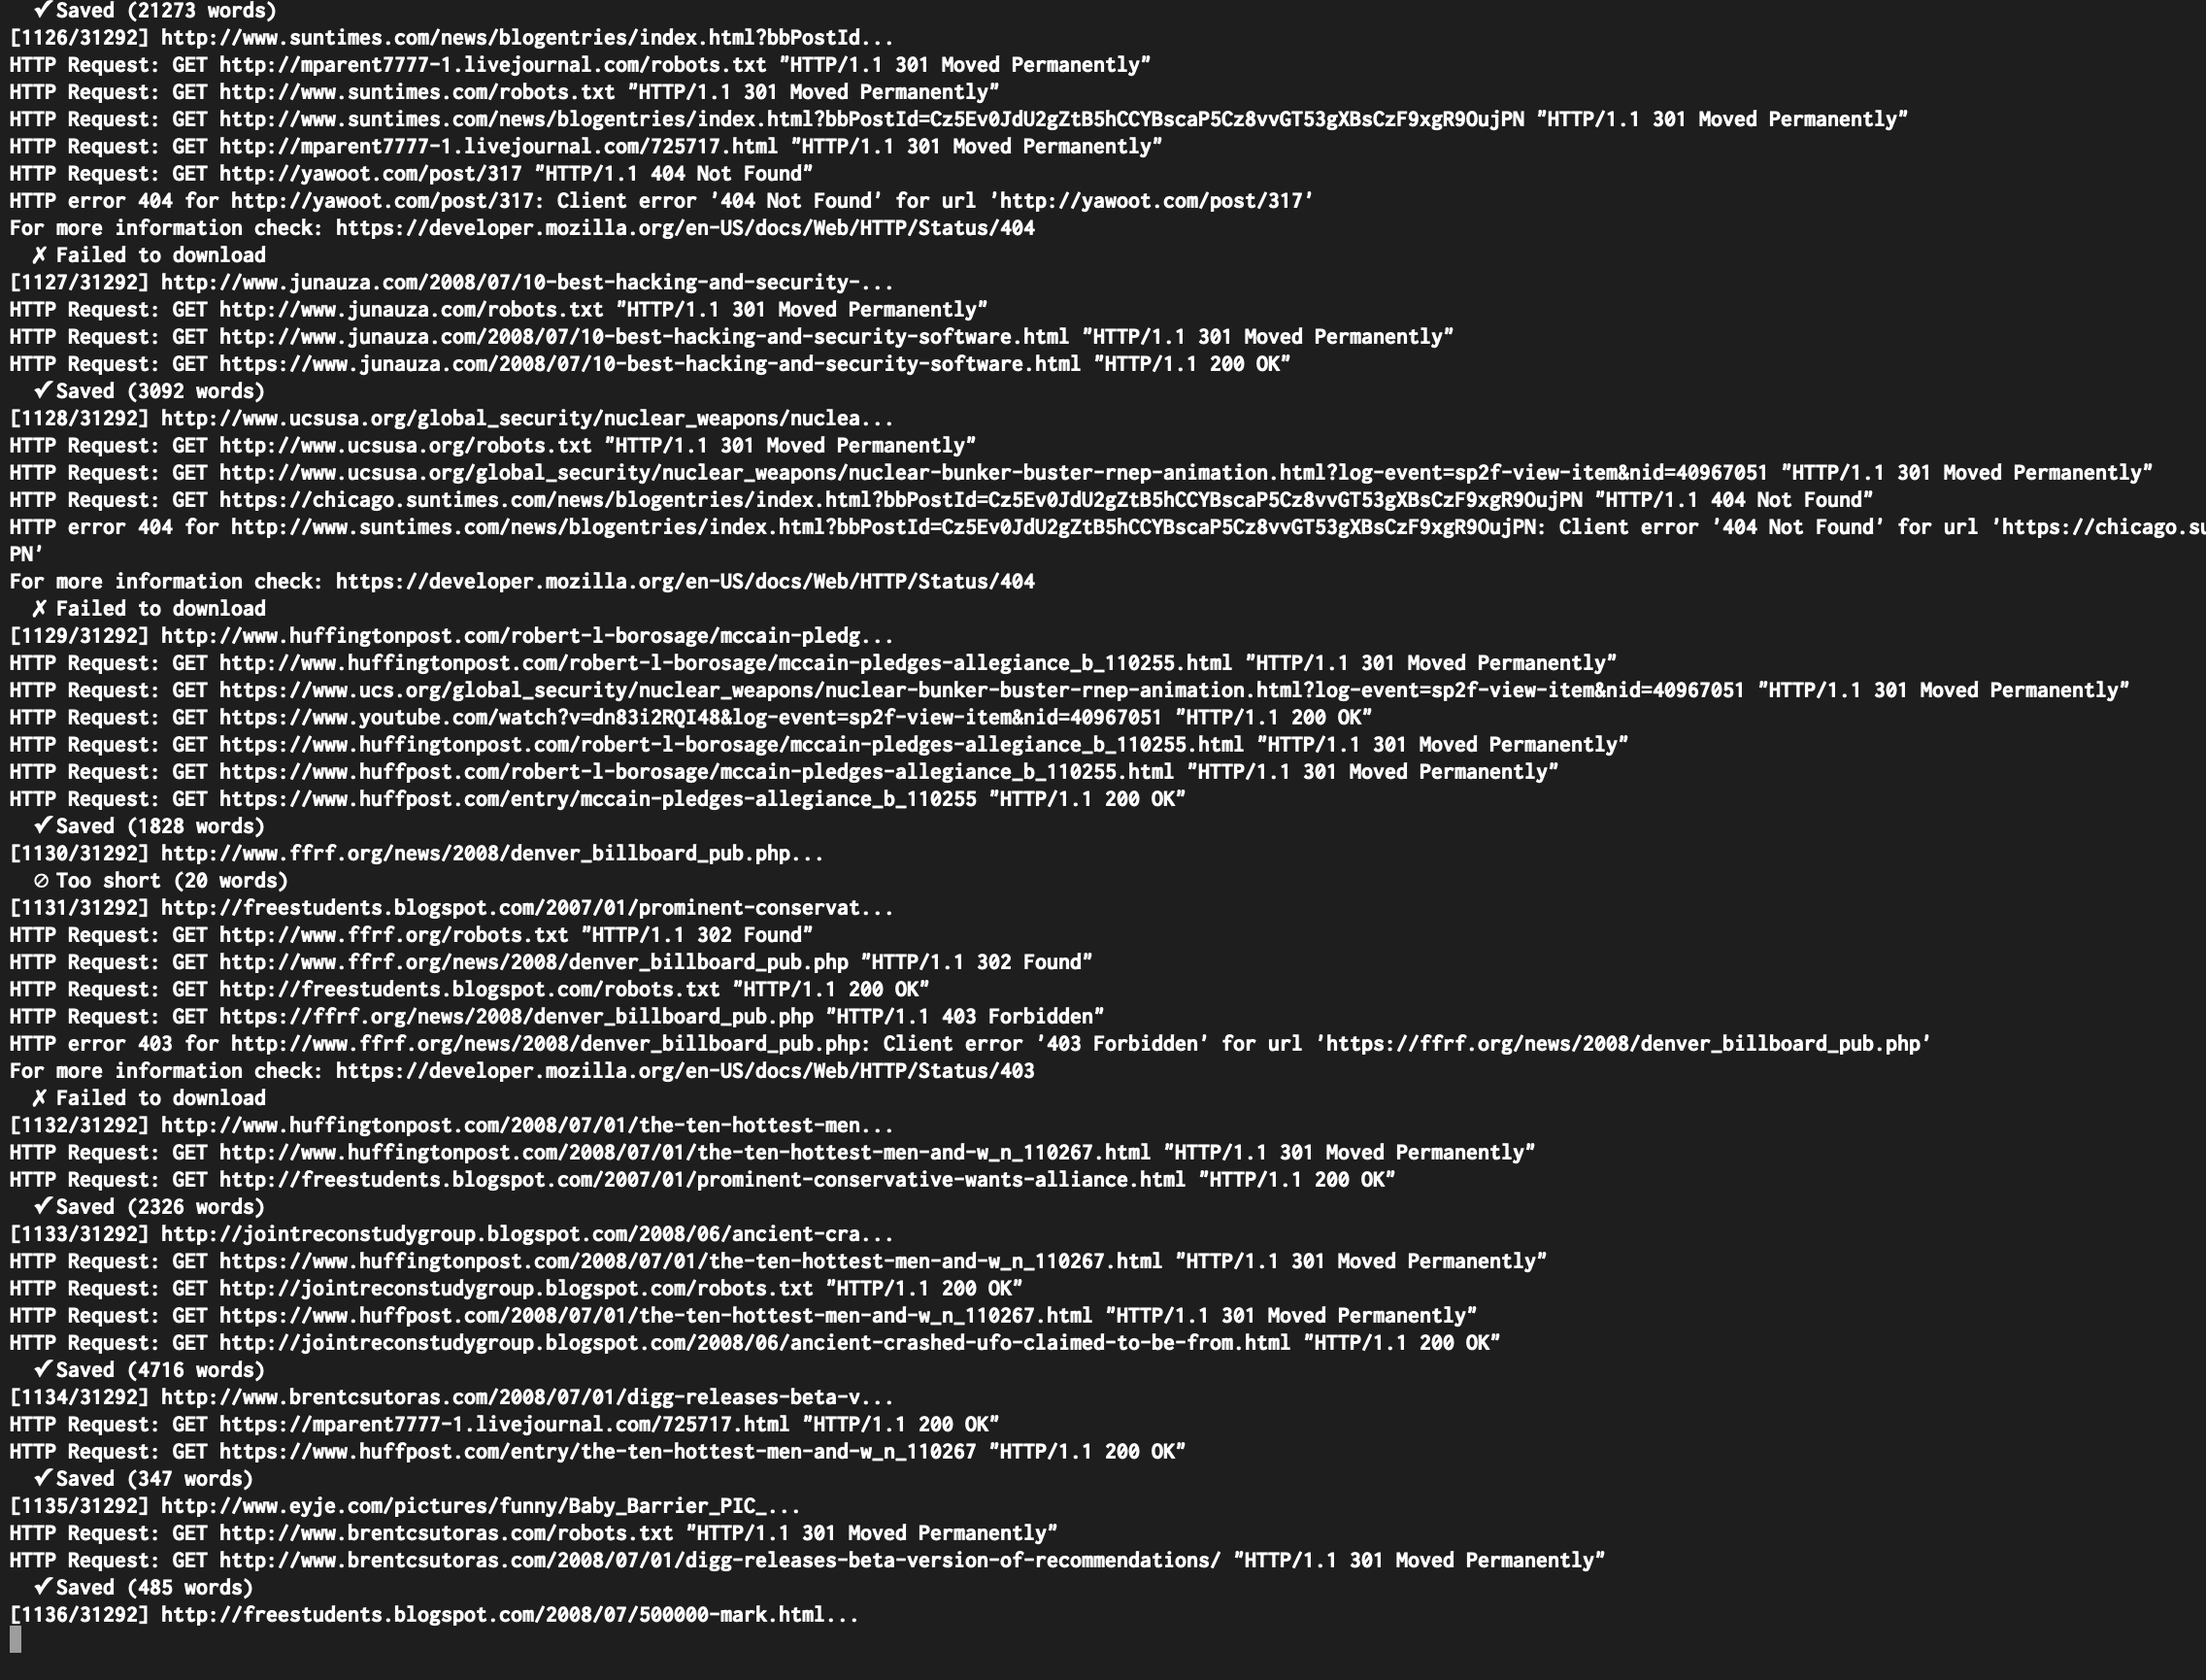 ✓Saved (21273 words)
[1126/31292] http://www.suntimes.com/news/blogentries/index.html?bbPostId...
HTTP Request: GET http://mparent7777-1.livejournal.com/robots.txt "HTTP/1.1 301 Moved Permanently"
HTTP Request: GET http://www.suntimes.com/robots.txt "HTTP/1.1 301 Moved Permanently"
HTTP Request: GET http://www.suntimes.com/news/blogentries/index.html?bbPostId=Cz5Ev0JdU2gZtB5hCCYBscaP5Cz8vvGT53gXBsCzF9xgR9OujPN "HTTP/1.1 301 Moved Permanently"
HTTP Request: GET http://mparent7777-1.livejournal.com/725717.html "HTTP/1.1 301 Moved Permanently"
HTTP Request: GET http://yawoot.com/post/317 "HTTP/1.1 404 Not Found"
HTTP error 404 for http://yawoot.com/post/317: Client error '404 Not Found' for url 'http://yawoot.com/post/317'
For more information check: https://developer.mozilla.org/en-US/docs/Web/HTTP/Status/404
✗ Failed to download
[1127/31292] http://www.junauza.com/2008/07/10-best-hacking-and-security-...
HTTP Request: GET http://www.junauza.com/robots.txt "HTTP/1.1 301 Moved Permanently"
HTTP Request: GET http://www.junauza.com/2008/07/10-best-hacking-and-security-software.html "HTTP/1.1 301 Moved Permanently"
HTTP Request: GET https://www.junauza.com/2008/07/10-best-hacking-and-security-software.html "HTTP/1.1 200 OK"
✓Saved (3092 words)
[1128/31292] http://www.ucsusa.org/global_security/nuclear_weapons/nuclea...
HTTP Request: GET http://www.ucsusa.org/robots.txt "HTTP/1.1 301 Moved Permanently"
HTTP Request: GET http://www.ucsusa.org/global_security/nuclear_weapons/nuclear-bunker-buster-rnep-animation.html?log-event=sp2f-view-item&nid=40967051 "HTTP/1.1 301 Moved Permanently"
HTTP Request: GET https://chicago.suntimes.com/news/blogentries/index.html?bbPostId=Cz5Ev0JdU2gZtB5hCCYBscaP5Cz8vvGT53gXBsCzF9xgR9OujPN "HTTP/1.1 404 Not Found"
HTTP error 404 for http://www.suntimes.com/news/blogentries/index.html?bbPostId=Cz5Ev0JdU2gZtB5hCCYBscaP5Cz8vvGT53gXBsCzF9xgR9OujPN: Client error '404 Not Found' for url 'https://chicago.su
PN'
For more information check: https://developer.mozilla.org/en-US/docs/Web/HTTP/Status/404
✗ Failed to download
[1129/31292] http://www.huffingtonpost.com/robert-l-borosage/mccain-pledg...
HTTP Request: GET http://www.huffingtonpost.com/robert-l-borosage/mccain-pledges-allegiance_b_110255.html "HTTP/1.1 301 Moved Permanently"
HTTP Request: GET https://www.ucs.org/global_security/nuclear_weapons/nuclear-bunker-buster-rnep-animation.html?log-event=sp2f-view-item&nid=40967051 "HTTP/1.1 301 Moved Permanently"
HTTP Request: GET https://www.youtube.com/watch?v=dn83i2RQI48&log-event=sp2f-view-item&nid=40967051 "HTTP/1.1 200 OK"
HTTP Request: GET https://www.huffingtonpost.com/robert-l-borosage/mccain-pledges-allegiance_b_110255.html "HTTP/1.1 301 Moved Permanently"
HTTP Request: GET https://www.huffpost.com/robert-l-borosage/mccain-pledges-allegiance_b_110255.html "HTTP/1.1 301 Moved Permanently"
HTTP Request: GET https://www.huffpost.com/entry/mccain-pledges-allegiance_b_110255 "HTTP/1.1 200 OK"
✓Saved (1828 words)
[1130/31292] http://www.ffrf.org/news/2008/denver_billboard_pub.php...
⊘ Too short (20 words)
[1131/31292] http://freestudents.blogspot.com/2007/01/prominent-conservat...
HTTP Request: GET http://www.ffrf.org/robots.txt "HTTP/1.1 302 Found"
HTTP Request: GET http://www.ffrf.org/news/2008/denver_billboard_pub.php "HTTP/1.1 302 Found"
HTTP Request: GET http://freestudents.blogspot.com/robots.txt "HTTP/1.1 200 OK"
HTTP Request: GET https://ffrf.org/news/2008/denver_billboard_pub.php "HTTP/1.1 403 Forbidden"
HTTP error 403 for http://www.ffrf.org/news/2008/denver_billboard_pub.php: Client error '403 Forbidden' for url 'https://ffrf.org/news/2008/denver_billboard_pub.php'
For more information check: https://developer.mozilla.org/en-US/docs/Web/HTTP/Status/403
✗ Failed to download
[1132/31292] http://www.huffingtonpost.com/2008/07/01/the-ten-hottest-men...
HTTP Request: GET http://www.huffingtonpost.com/2008/07/01/the-ten-hottest-men-and-w_n_110267.html "HTTP/1.1 301 Moved Permanently"
HTTP Request: GET http://freestudents.blogspot.com/2007/01/prominent-conservative-wants-alliance.html "HTTP/1.1 200 OK"
✓Saved (2326 words)
[1133/31292] http://jointreconstudygroup.blogspot.com/2008/06/ancient-cra...
HTTP Request: GET https://www.huffingtonpost.com/2008/07/01/the-ten-hottest-men-and-w_n_110267.html "HTTP/1.1 301 Moved Permanently"
HTTP Request: GET http://jointreconstudygroup.blogspot.com/robots.txt "HTTP/1.1 200 OK"
HTTP Request: GET https://www.huffpost.com/2008/07/01/the-ten-hottest-men-and-w_n_110267.html "HTTP/1.1 301 Moved Permanently"
HTTP Request: GET http://jointreconstudygroup.blogspot.com/2008/06/ancient-crashed-ufo-claimed-to-be-from.html "HTTP/1.1 200 OK"
✓Saved (4716 words)
[1134/31292] http://www.brentcsutoras.com/2008/07/01/digg-releases-beta-v...
HTTP Request: GET https://mparent7777-1.livejournal.com/725717.html "HTTP/1.1 200 OK"
HTTP Request: GET https://www.huffpost.com/entry/the-ten-hottest-men-and-w_n_110267 "HTTP/1.1 200 OK"
✓Saved (347 words)
[1135/31292] http://www.eyje.com/pictures/funny/Baby_Barrier_PIC_...
HTTP Request: GET http://www.brentcsutoras.com/robots.txt "HTTP/1.1 301 Moved Permanently"
HTTP Request: GET http://www.brentcsutoras.com/2008/07/01/digg-releases-beta-version-of-recommendations/ "HTTP/1.1 301 Moved Permanently"
✓Saved (485 words)
[1136/31292] http://freestudents.blogspot.com/2008/07/500000-mark.html...